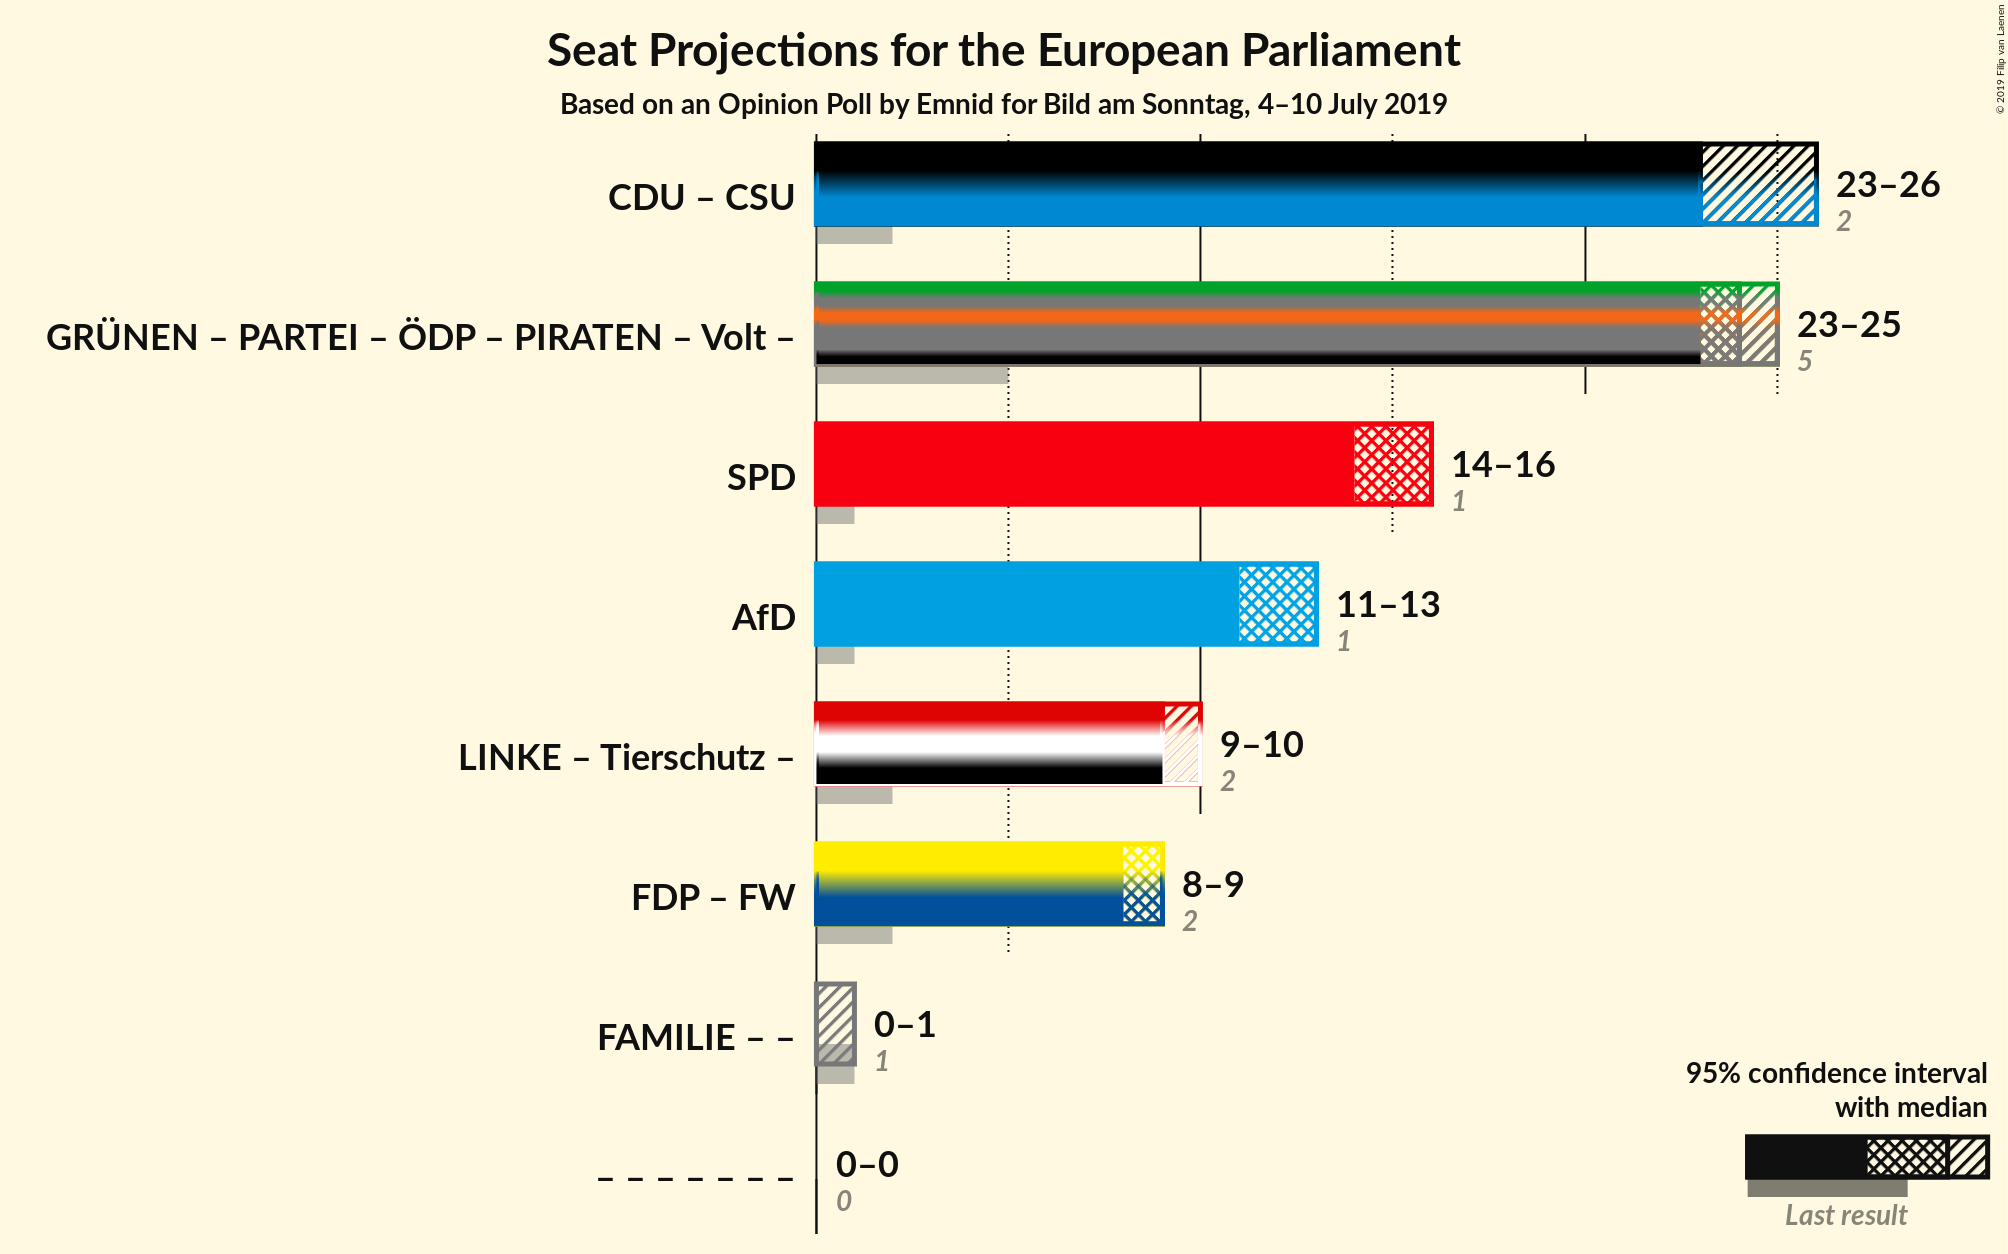 Seat Projections for the European Parliament
Based on an Opinion Poll by Emnid for Bild am Sonntag, 4–10 July 2019
© 2019 Filip van Laenen
CDU – CSU
23–26
2
GRÜNEN – PARTEI – ÖDP – PIRATEN – Volt –
23–25
5
SPD
14–16
1
AfD
11–13
1
LINKE – Tierschutz –
9–10
2
FDP – FW
8–9
2
FAMILIE – –
0–1
1
– – – – – – –
0–0
0
95% confidence interval
with median
Last result